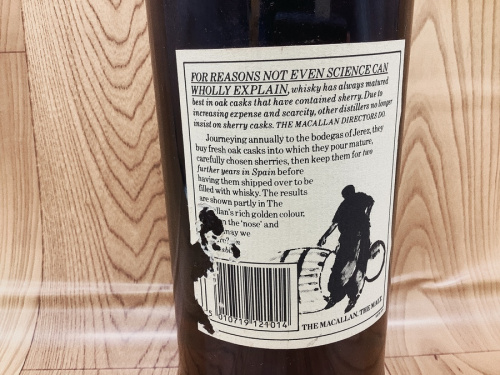 FOR REASONS NOT EVEN SCIENCE CAN
WHOLLY EXPLAIN, whisky has always matured
best in oak casks that have contained sherry. Due to
increasing expense and scarcity, other distillers no longer
insist on sherry casks. THE MACALLAN DIRECTORS DO.
Journeying annually to the bodegas of Jerez, they
buy fresh oak casks into which they pour mature,
carefully chosen sherries, then keep them for two
further years in Spain before
having them shipped over to be
filled with whisky. The results
are shown partly in The
llan's rich golden colour,
n the 'nose' and
may we
5 010719 121014
THE MACALLAN. THE MALT.